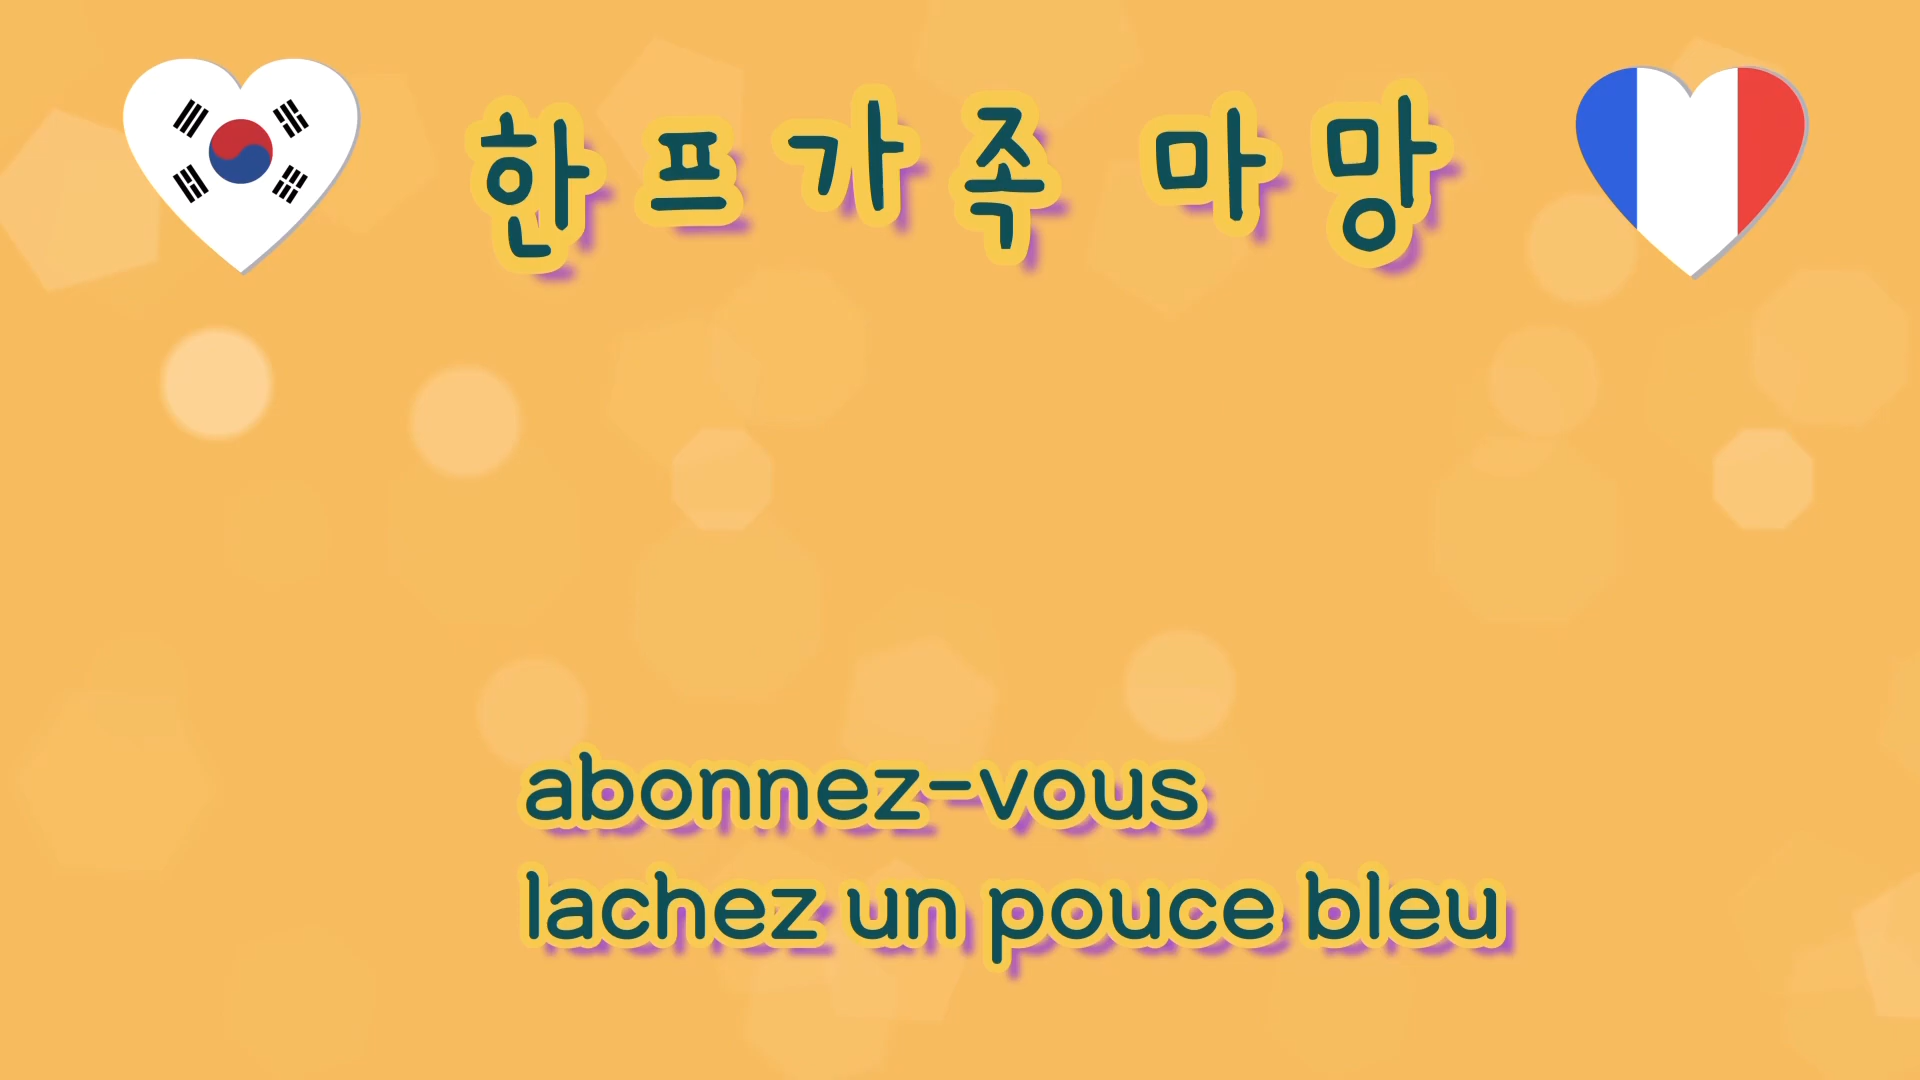 한프가족 마망
abonnez-vous
lachez un pouce bleu